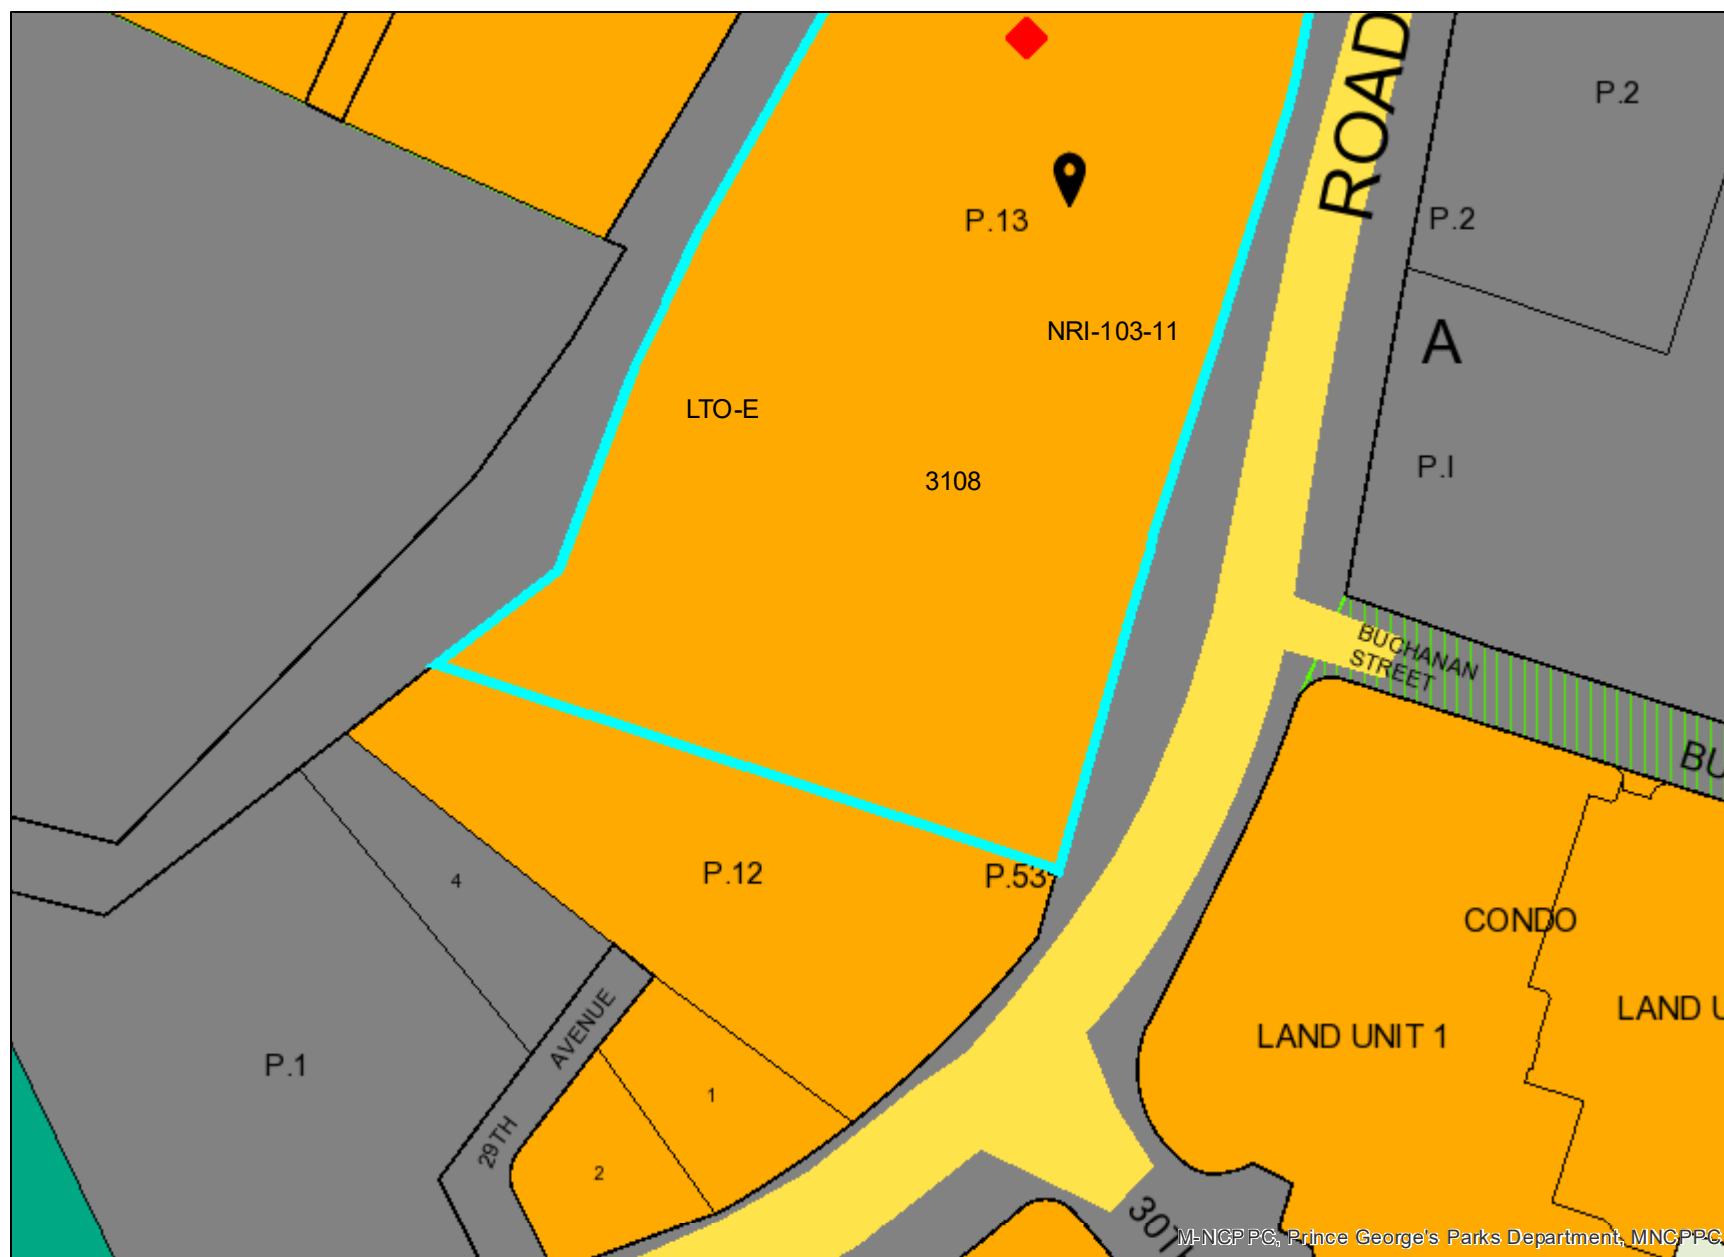 ROAD
P.2
P.2
P.13
NRI-103-11
A
LTO-E
P.I
3108
BUCHANAN
STREET
BU
P.12
P.53
4
CONDO
LAND UNIT 1
LAND U
29TH
AVENUE
P.1
1
2
30TH
M-NCPPC, Prince George's Parks Department, MNCPPC